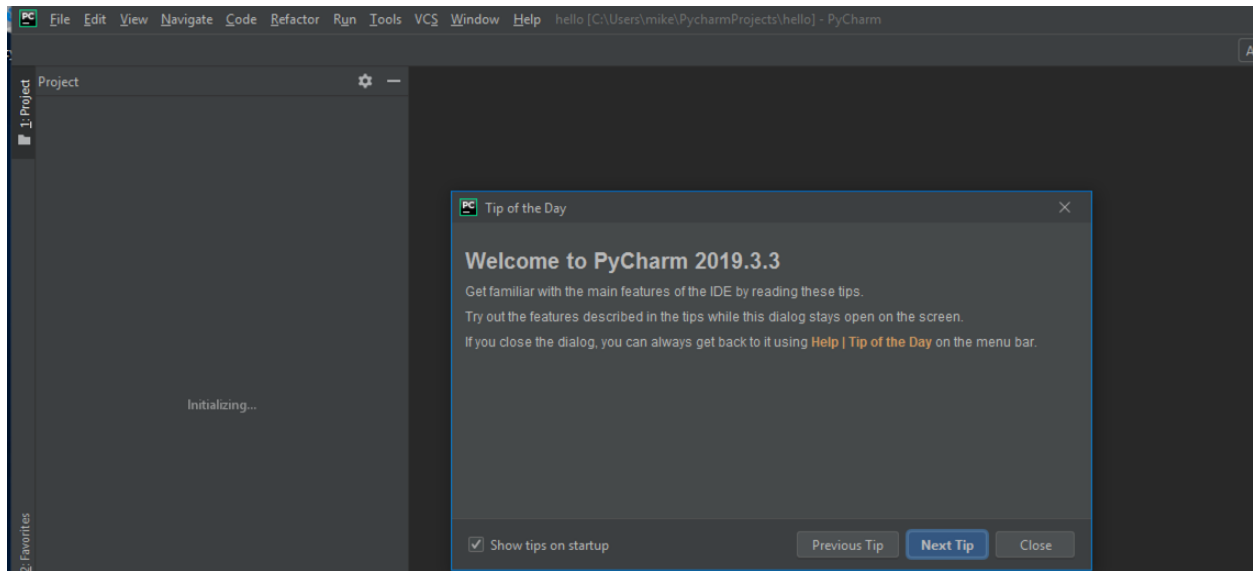 PC File Edit View Navigate Code Refactor Run Tools VCS Window Help hello [C:\Users\mike\PycharmProjects\hello] - PyCharm
A
1: Project
Project
PC Tip of the Day
Welcome to PyCharm 2019.3.3
Get familiar with the main features of the IDE by reading these tips.
Try out the features described in the tips while this dialog stays open on the screen.
If you close the dialog, you can always get back to it using Help | Tip of the Day on the menu bar.
Initializing...
2: Favorites
Show tips on startup
Previous Tip Next Tip Close